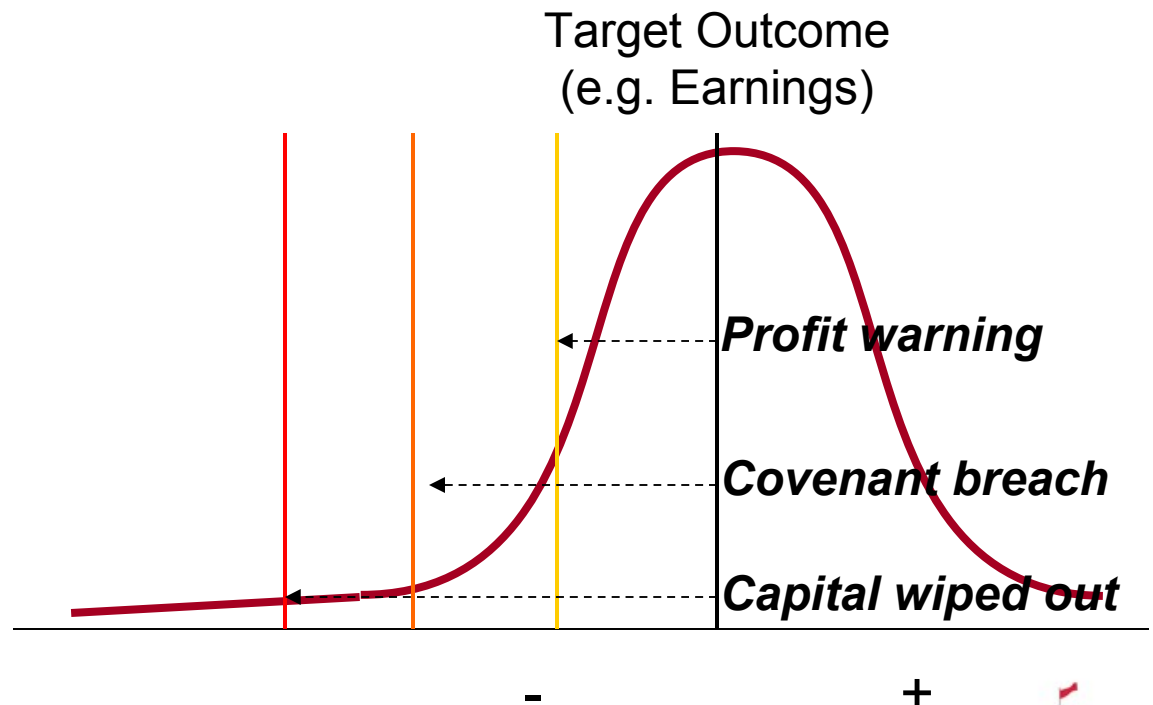 Target Outcome
(e.g. Earnings)
Profit warning
Covenant breach
Capital wiped out
- +